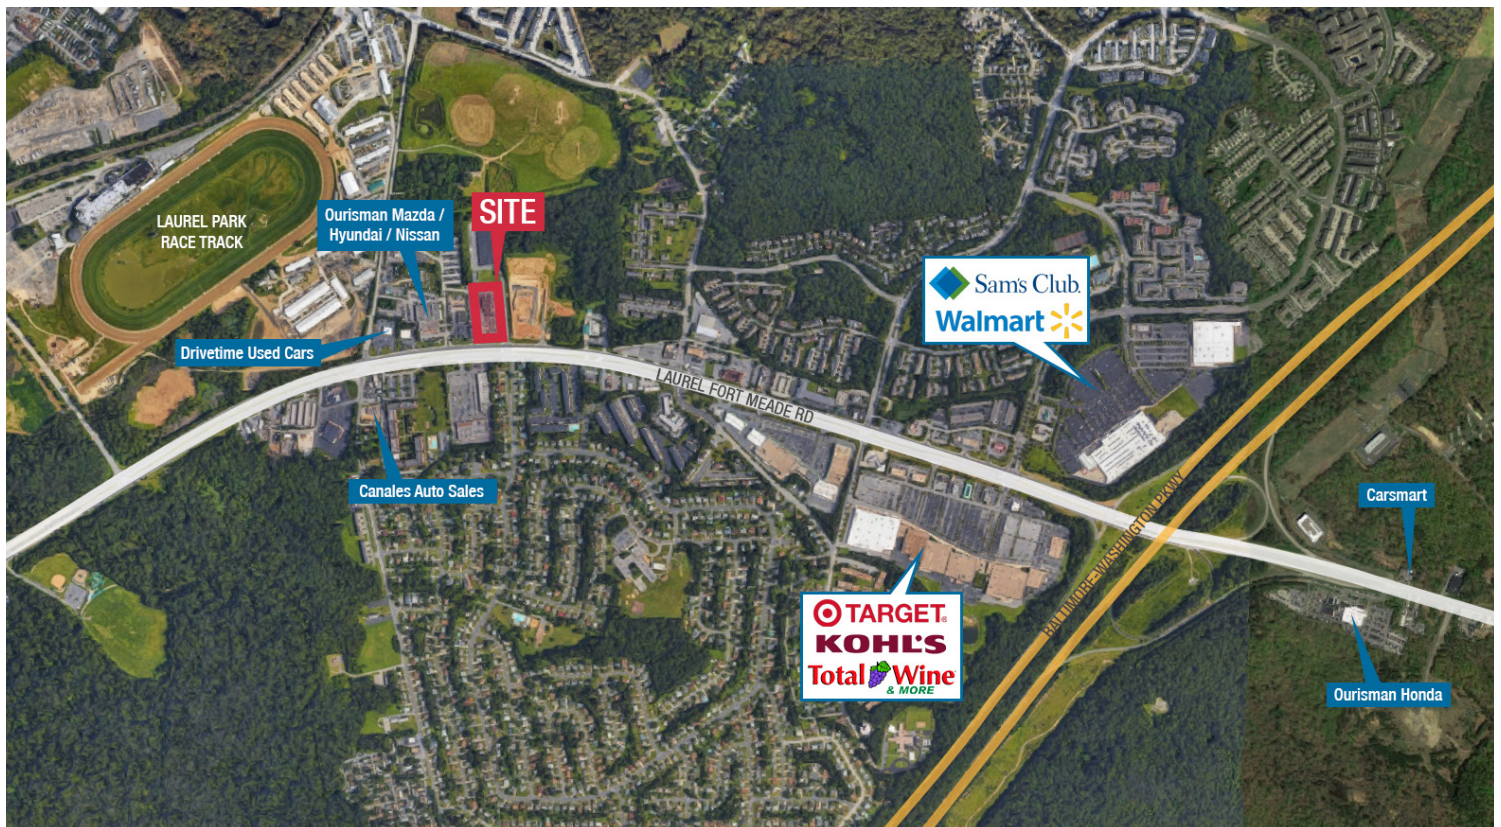 LAUREL PARK
RACE TRACK
Ourisman Mazda /
Hyundai / Nissan
SITE
Drivetime Used Cars
Sam's Club
Walmart
LAUREL FORT MEADE RD
Canales Auto Sales
BALTIMORE-WASHINGTON PKWY
Carsmart
TARGET
KOHL'S
Total Wine
& MORE
Ourisman Honda